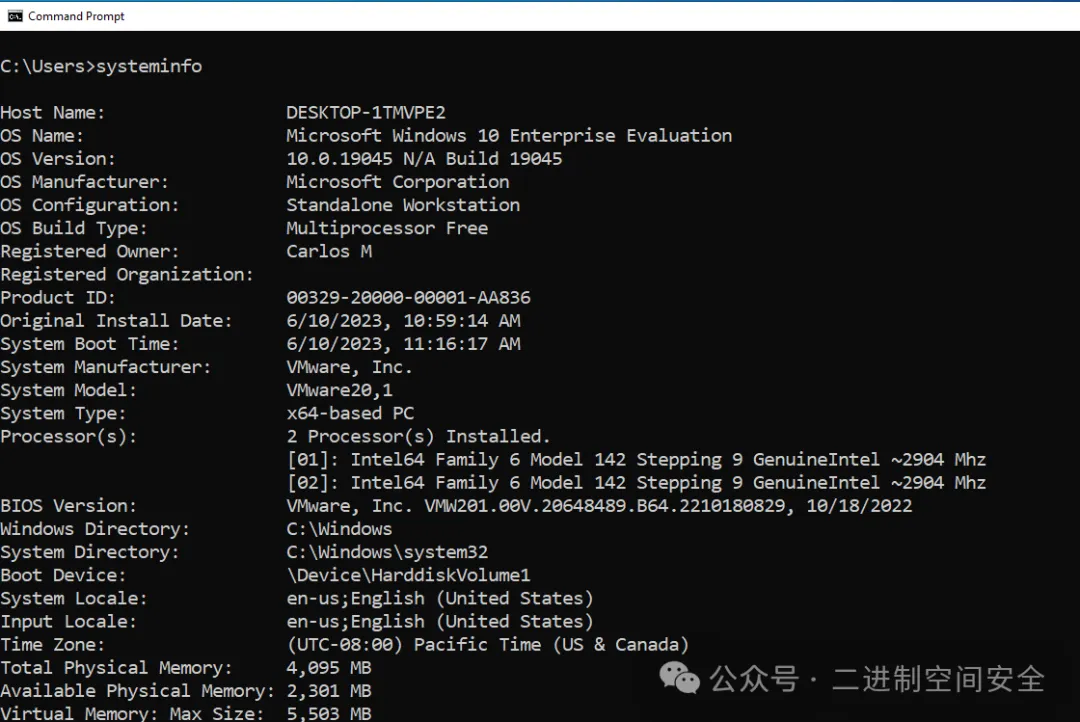 Command Prompt
C:\Users>systeminfo
Host Name: DESKTOP-1TMVPE2
OS Name: Microsoft Windows 10 Enterprise Evaluation
OS Version: 10.0.19045 N/A Build 19045
OS Manufacturer: Microsoft Corporation
OS Configuration: Standalone Workstation
OS Build Type: Multiprocessor Free
Registered Owner: Carlos M
Registered Organization:
Product ID: 00329-20000-00001-AA836
Original Install Date: 6/10/2023, 10:59:14 AM
System Boot Time: 6/10/2023, 11:16:17 AM
System Manufacturer: VMware, Inc.
System Model: VMware20,1
System Type: x64-based PC
Processor(s): 2 Processor(s) Installed.
[01]: Intel64 Family 6 Model 142 Stepping 9 GenuineIntel ~2904 Mhz
[02]: Intel64 Family 6 Model 142 Stepping 9 GenuineIntel ~2904 Mhz
BIOS Version: VMware, Inc. VMW201.00V.20648489.B64.2210180829, 10/18/2022
Windows Directory: C:\Windows
System Directory: C:\Windows\system32
Boot Device: \Device\HarddiskVolume1
System Locale: en-us;English (United States)
Input Locale: en-us;English (United States)
Time Zone: (UTC-08:00) Pacific Time (US & Canada)
Total Physical Memory: 4,095 MB
Available Physical Memory: 2,301 MB
Virtual Memory: Max Size: 5,503 MB
公众号 · 二进制空间安全